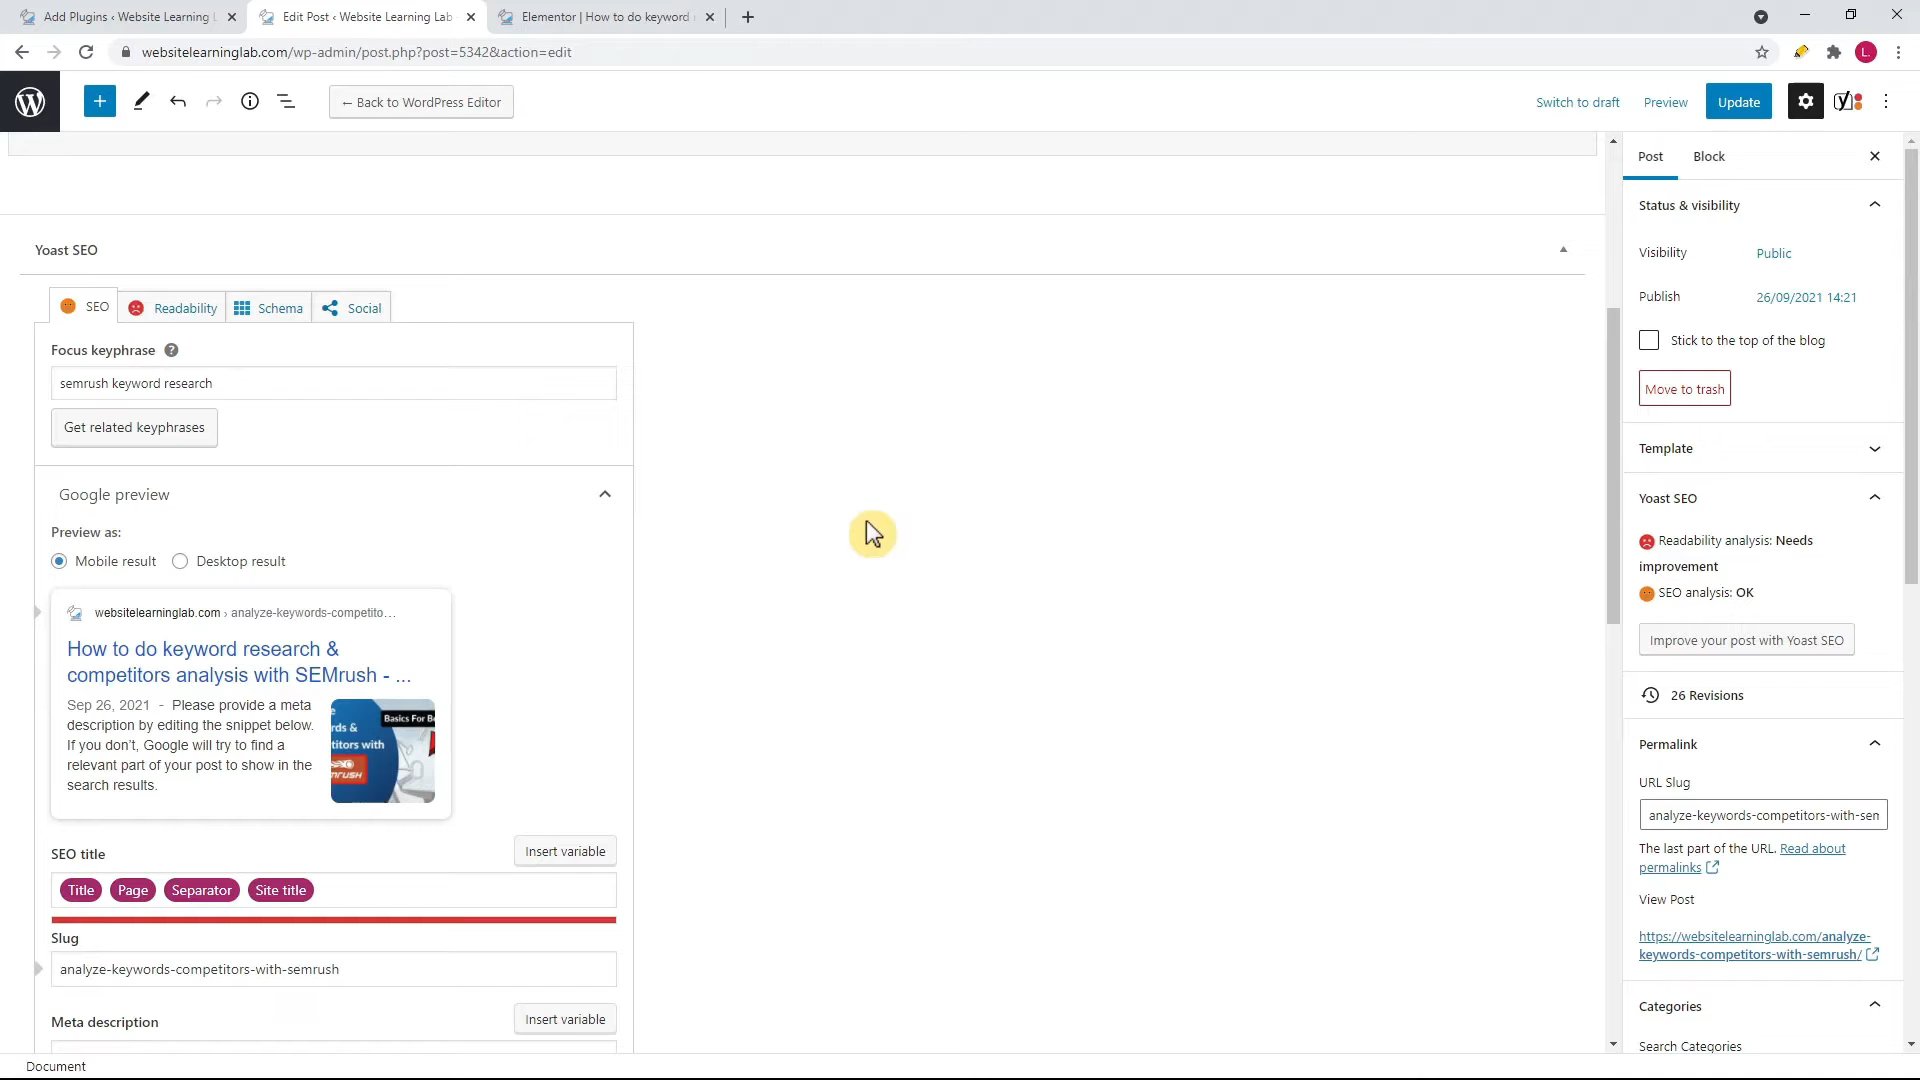 Add Plugins ‹ Website Learning L
Edit Post ‹ Website Learning Lab
Elementor | How to do keyword
websitelearninglab.com/wp-admin/post.php?post=5342&action=edit
L
← Back to WordPress Editor
Switch to draft
Preview
Update
Post
Block
Status & visibility
Visibility
Public
Publish
26/09/2021 14:21
Stick to the top of the blog
Move to trash
Template
Yoast SEO
Readability analysis: Needs
improvement
SEO analysis: OK
Improve your post with Yoast SEO
26 Revisions
Permalink
URL Slug
analyze-keywords-competitors-with-sen
The last part of the URL. Read about
permalinks
View Post
https://websitelearninglab.com/analyze-
keywords-competitors-with-semrush/
Categories
Search Categories
Yoast SEO
SEO
Readability
Schema
Social
Focus keyphrase
semrush keyword research
Get related keyphrases
Google preview
Preview as:
Mobile result
Desktop result
websitelearninglab.com › analyze-keywords-competito…
How to do keyword research &
competitors analysis with SEMrush - ...
Sep 26, 2021 - Please provide a meta
description by editing the snippet below.
If you don't, Google will try to find a
relevant part of your post to show in the
search results.
Basics For Be
rds &
titors with
mrush
SEO title
Insert variable
Title
Page
Separator
Site title
Slug
analyze-keywords-competitors-with-semrush
Meta description
Insert variable
Document